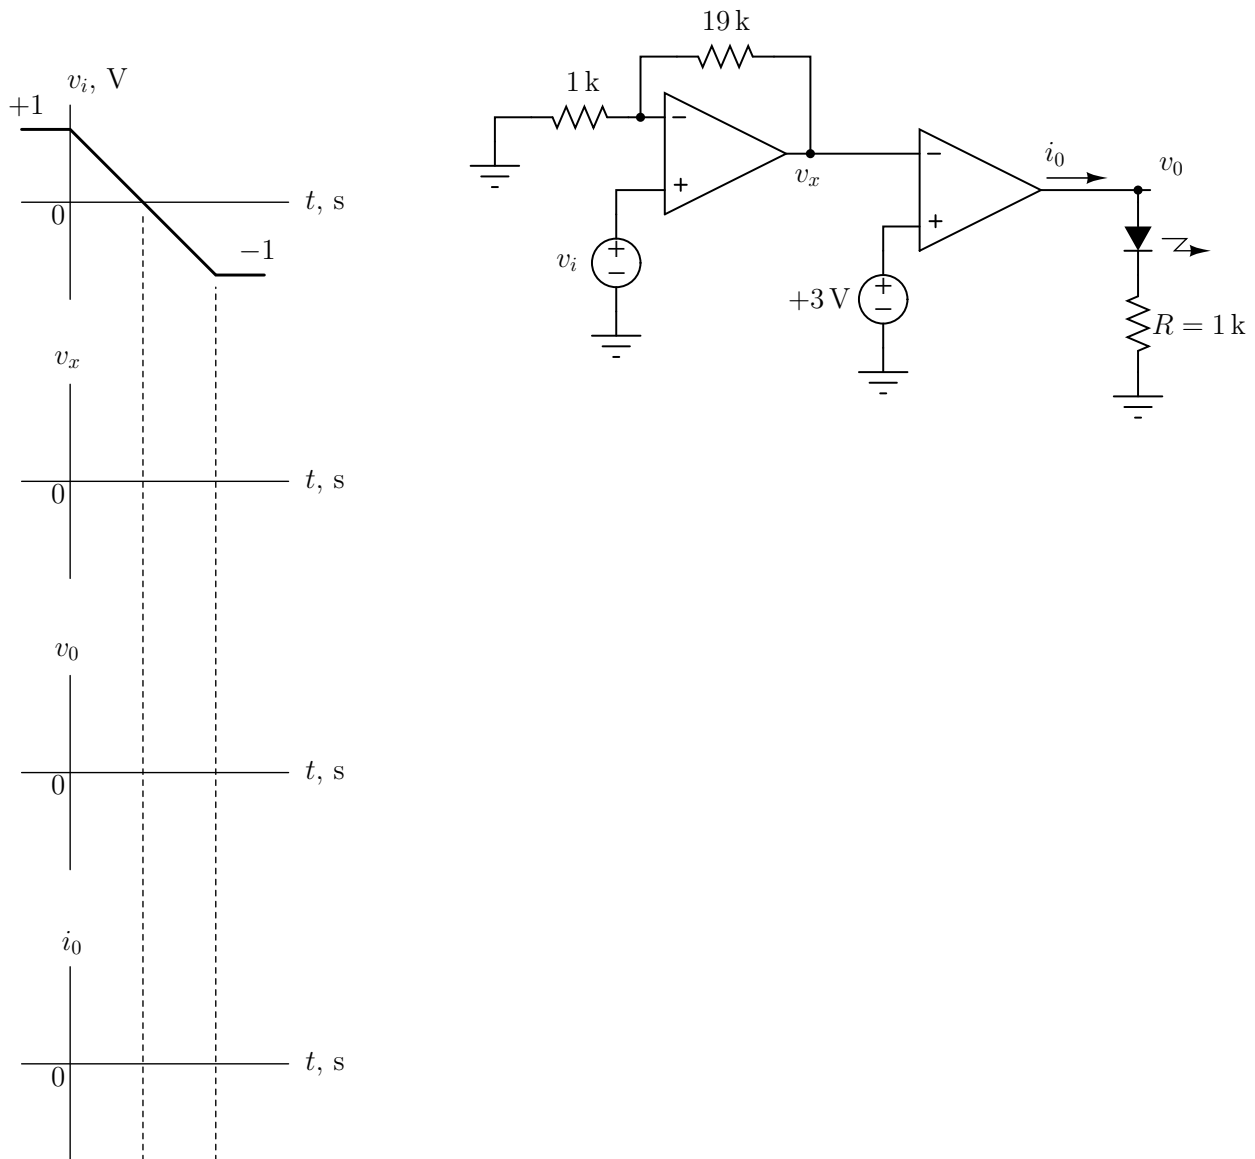 v_i, V
+1
0
t, s
−1
v_x
0
t, s
v_0
0
t, s
i_0
0
t, s
19 k
1 k
−
+
v_x
v_i
+
−
−
+
+3 V
+
−
i_0
v_0
R = 1 k